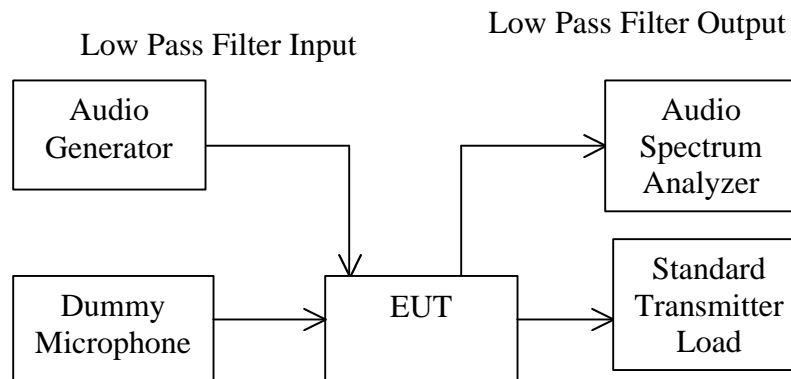 Low Pass Filter Output
Low Pass Filter Input
Audio
Generator
Audio
Spectrum
Analyzer
Dummy
Microphone
EUT
Standard
Transmitter
Load